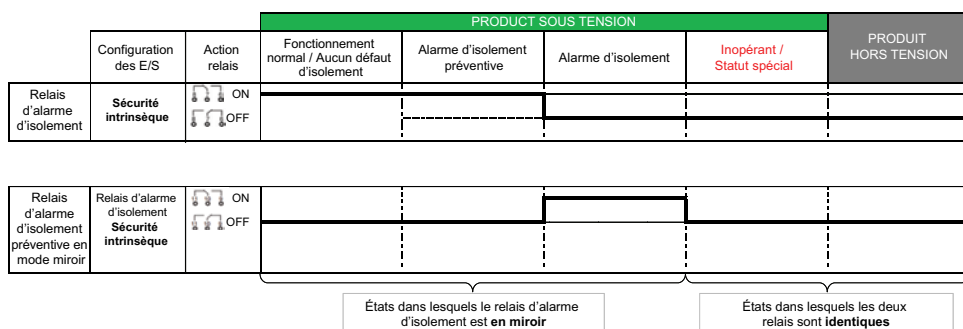 PRODUCT SOUS TENSION
PRODUIT
HORS TENSION
Configuration
des E/S
Action
relais
Fonctionnement
normal / Aucun défaut
d'isolement
Alarme d'isolement
préventive
Alarme d'isolement
Inopérant /
Statut spécial
Relais
d'alarme
d'isolement
Sécurité
intrinsèque
ON
OFF
Relais
d'alarme
d'isolement
préventive en
mode miroir
Relais d'alarme
d'isolement
Sécurité
intrinsèque
ON
OFF
États dans lesquels le relais d'alarme
d'isolement est en miroir
États dans lesquels les deux
relais sont identiques